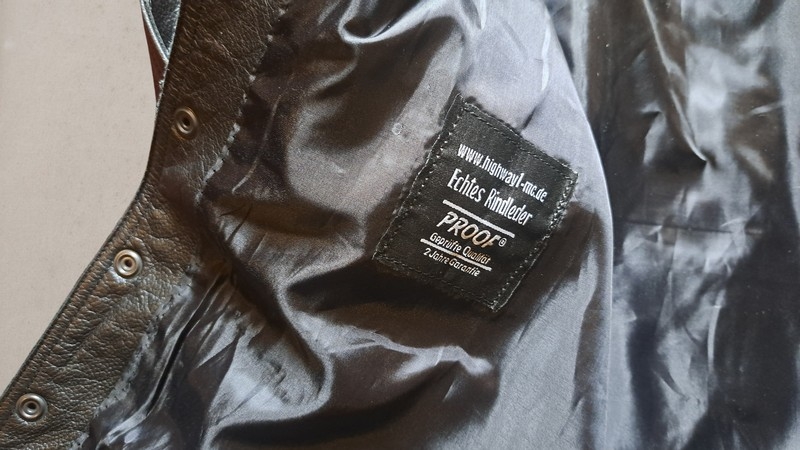 www.highway1-mc.de
Echtes Rindleder
PROOF®
Geprüfte Qualität
2 Jahre Garantie